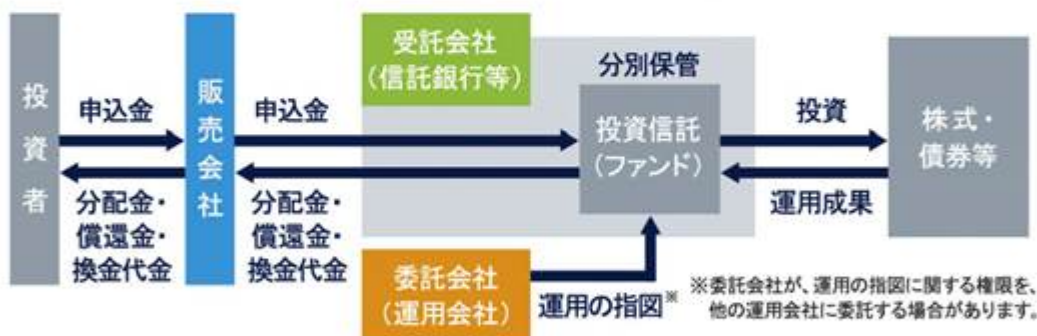 投資者
申込金
分配金・
償還金・
換金代金
販売会社
申込金
分配金・
償還金・
換金代金
受託会社
(信託銀行等)
分別保管
投資信託
(ファンド)
委託会社
(運用会社)
運用の指図※
投資
運用成果
株式・
債券等
※委託会社が、運用の指図に関する権限を、
他の運用会社に委託する場合があります。